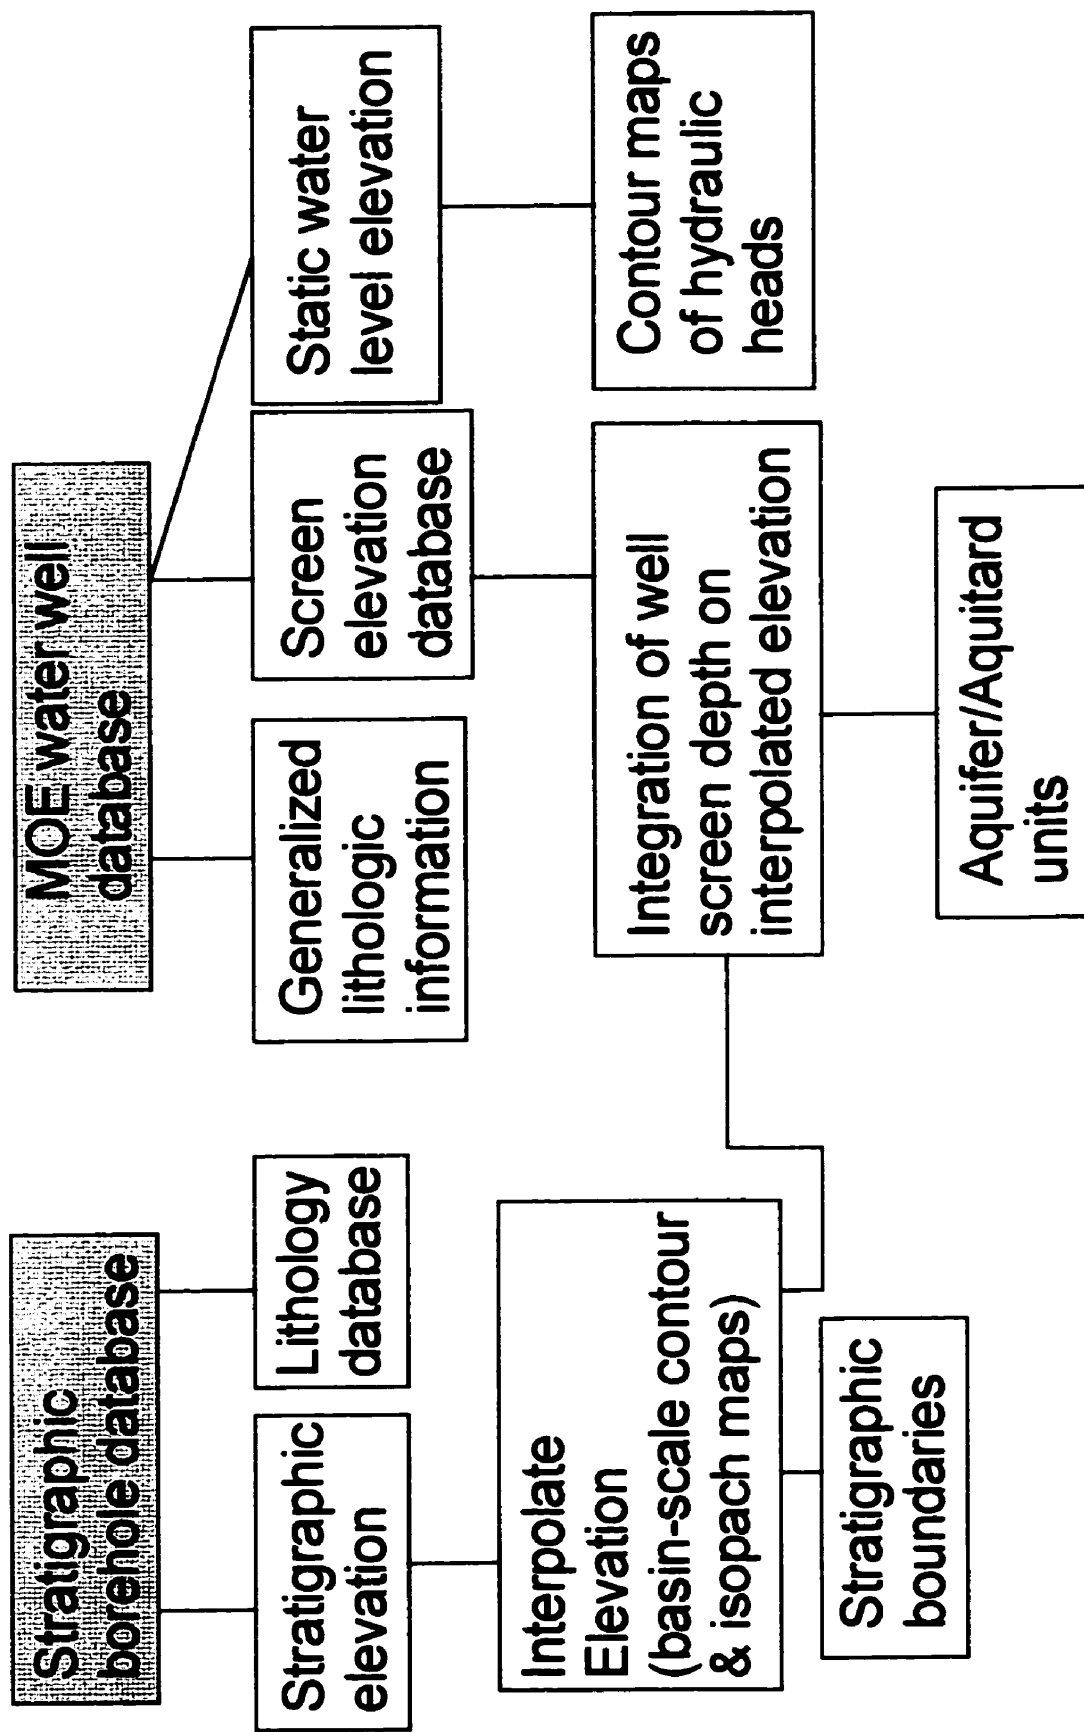 Stratigraphic
borehole database
MOE water well
database
Stratigraphic
elevation
Lithology
database
Generalized
lithologic
information
Screen
elevation
database
Static water
level elevation
Interpolate
Elevation
(basin-scale contour
& isopach maps)
Integration of well
screen depth on
interpolated elevation
Contour maps
of hydraulic
heads
Stratigraphic
boundaries
Aquifer/Aquitard
units